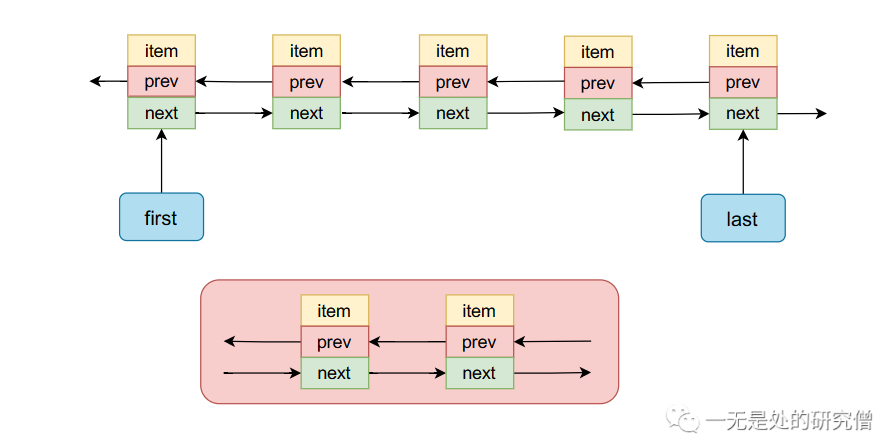 item item item item item
prev prev prev prev prev
next next next next next
first last
item item
prev prev
next next
一无是处的研究僧